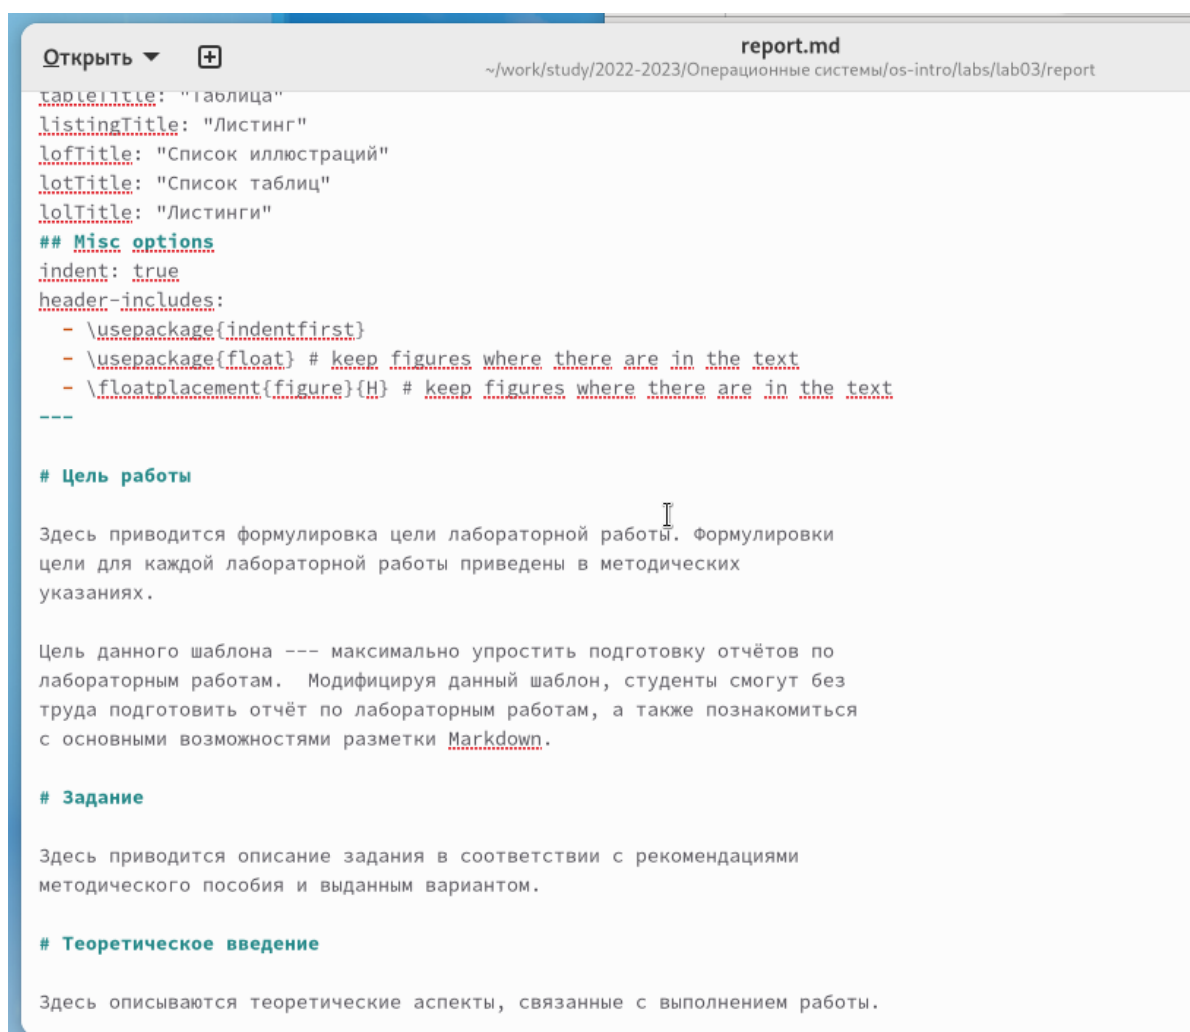 Открыть
report.md
~/work/study/2022-2023/Операционные системы/os-intro/labs/lab03/report
tableTitle: "Таблица"
listingTitle: "Листинг"
lofTitle: "Список иллюстраций"
lotTitle: "Список таблиц"
lolTitle: "Листинги"
## Misc options
indent: true
header-includes:
  - \usepackage{indentfirst}
  - \usepackage{float} # keep figures where there are in the text
  - \floatplacement{figure}{H} # keep figures where there are in the text
---
# Цель работы
Здесь приводится формулировка цели лабораторной работы. Формулировки
цели для каждой лабораторной работы приведены в методических
указаниях.
Цель данного шаблона --- максимально упростить подготовку отчётов по
лабораторным работам.  Модифицируя данный шаблон, студенты смогут без
труда подготовить отчёт по лабораторным работам, а также познакомиться
с основными возможностями разметки Markdown.
# Задание
Здесь приводится описание задания в соответствии с рекомендациями
методического пособия и выданным вариантом.
# Теоретическое введение
Здесь описываются теоретические аспекты, связанные с выполнением работы.